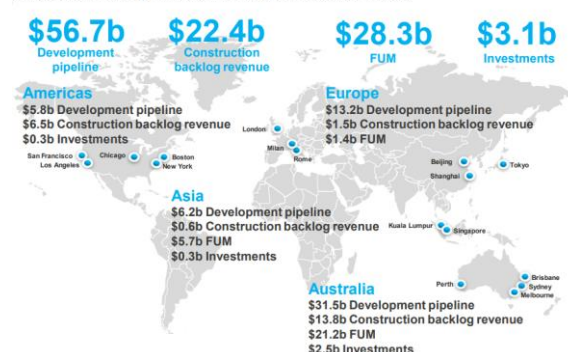 $56.7b
Development
pipeline
$22.4b
Construction
backlog revenue
$28.3b
FUM
$3.1b
Investments
Americas
$5.8b Development pipeline
$6.5b Construction backlog revenue
$0.3b Investments
Europe
$13.2b Development pipeline
$1.5b Construction backlog revenue
$1.4b FUM
London
Milan
Rome
San Francisco
Los Angeles
Chicago
Boston
New York
Beijing
Shanghai
Tokyo
Asia
$6.2b Development pipeline
$0.6b Construction backlog revenue
$5.7b FUM
$0.3b Investments
Kuala Lumpur
Singapore
Perth
Brisbane
Sydney
Melbourne
Australia
$31.5b Development pipeline
$13.8b Construction backlog revenue
$21.2b FUM
$2.5b Investments